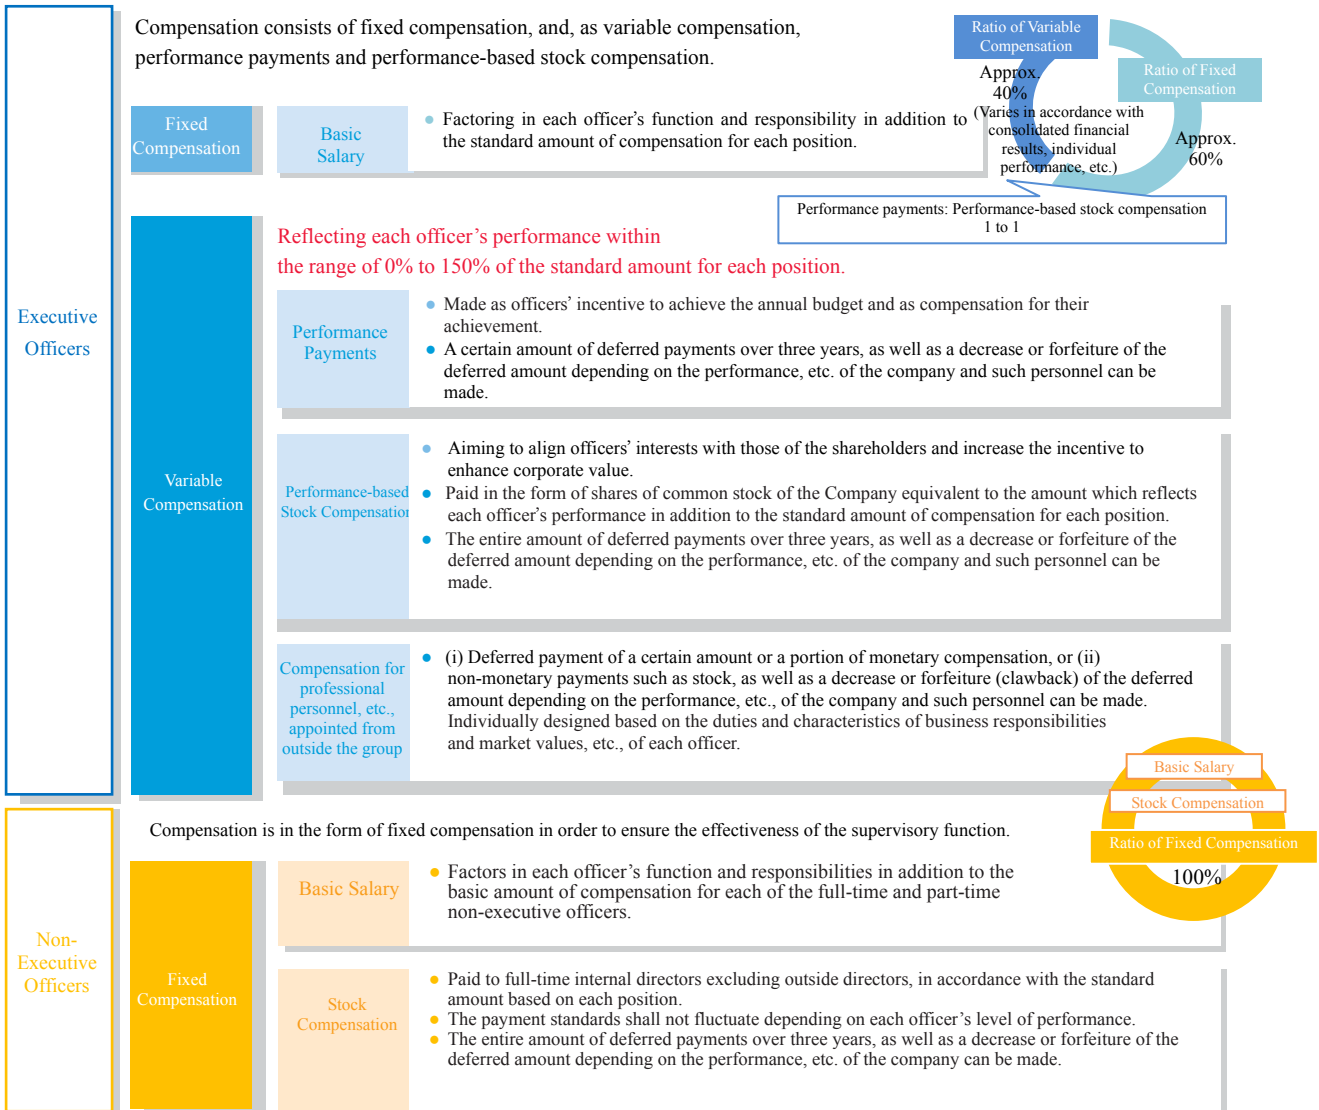 Compensation consists of fixed compensation, and, as variable compensation,
performance payments and performance-based stock compensation.
Ratio of Variable
Compensation
Approx.
40%
(Varies in accordance with
consolidated financial
results, individual
performance, etc.)
Ratio of Fixed
Compensation
Approx.
60%
Performance payments: Performance-based stock compensation
1 to 1
Executive
Officers
Fixed
Compensation
Basic
Salary
● Factoring in each officer's function and responsibility in addition to
the standard amount of compensation for each position.
Variable
Compensation
Reflecting each officer's performance within
the range of 0% to 150% of the standard amount for each position.
Performance
Payments
● Made as officers' incentive to achieve the annual budget and as compensation for their
achievement.
● A certain amount of deferred payments over three years, as well as a decrease or forfeiture of the
deferred amount depending on the performance, etc. of the company and such personnel can be
made.
Performance-based
Stock Compensation
● Aiming to align officers' interests with those of the shareholders and increase the incentive to
enhance corporate value.
● Paid in the form of shares of common stock of the Company equivalent to the amount which reflects
each officer's performance in addition to the standard amount of compensation for each position.
● The entire amount of deferred payments over three years, as well as a decrease or forfeiture of the
deferred amount depending on the performance, etc. of the company and such personnel can be
made.
Compensation for
professional
personnel, etc.,
appointed from
outside the group
● (i) Deferred payment of a certain amount or a portion of monetary compensation, or (ii)
non-monetary payments such as stock, as well as a decrease or forfeiture (clawback) of the deferred
amount depending on the performance, etc., of the company and such personnel can be made.
Individually designed based on the duties and characteristics of business responsibilities
and market values, etc., of each officer.
Basic Salary
Stock Compensation
Ratio of Fixed Compensation
100%
Non-
Executive
Officers
Compensation is in the form of fixed compensation in order to ensure the effectiveness of the supervisory function.
Fixed
Compensation
Basic Salary
● Factors in each officer's function and responsibilities in addition to the
basic amount of compensation for each of the full-time and part-time
non-executive officers.
Stock
Compensation
● Paid to full-time internal directors excluding outside directors, in accordance with the standard
amount based on each position.
● The payment standards shall not fluctuate depending on each officer's level of performance.
● The entire amount of deferred payments over three years, as well as a decrease or forfeiture of the
deferred amount depending on the performance, etc. of the company can be made.